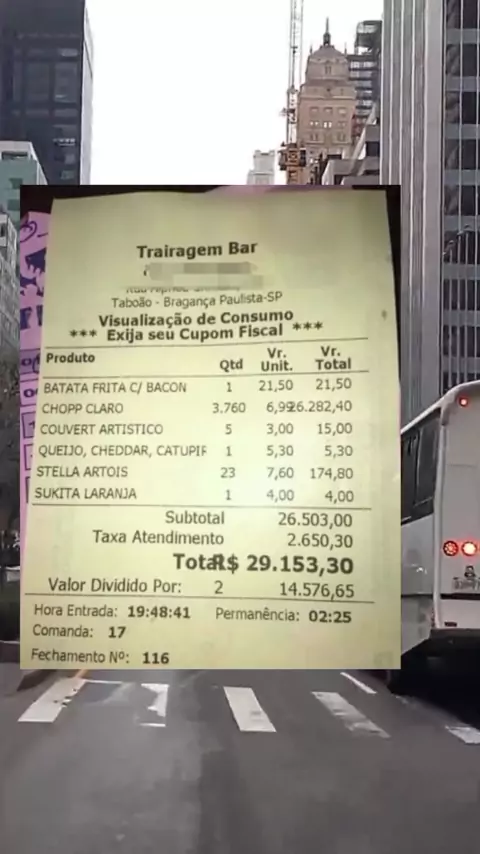 Trairagem Bar
Taboão - Bragança Paulista-SP
Visualização de Consumo
*** Exija seu Cupom Fiscal ***
Produto Qtd Vr. Unit. Vr. Total
BATATA FRITA C/ BACON 1 21,50 21,50
CHOPP CLARO 3.760 6,9926.282,40
COUVERT ARTISTICO 5 3,00 15,00
QUEIJO, CHEDDAR, CATUPIF 1 5,30 5,30
STELLA ARTOIS 23 7,60 174,80
SUKITA LARANJA 1 4,00 4,00
Subtotal 26.503,00
Taxa Atendimento 2.650,30
TotaR$ 29.153,30
Valor Dividido Por: 2 14.576,65
Hora Entrada: 19:48:41 Permanência: 02:25
Comanda: 17
Fechamento Nº: 116